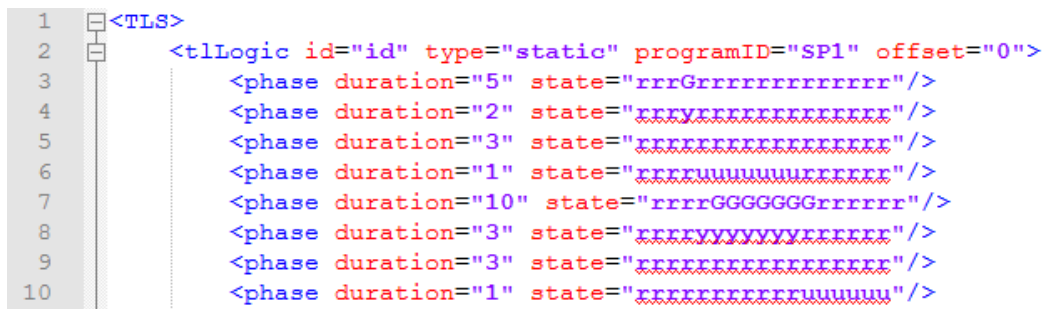 1 <TLS>
2 <tlLogic id="id" type="static" programID="SP1" offset="0">
3 <phase duration="5" state="rrrGrrrrrrrrrrrrr"/>
4 <phase duration="2" state="rrryrrrrrrrrrrrrr"/>
5 <phase duration="3" state="rrrrrrrrrrrrrrrrr"/>
6 <phase duration="1" state="rrrruuuuuuurrrrrr"/>
7 <phase duration="10" state="rrrrGGGGGGGrrrrrr"/>
8 <phase duration="3" state="rrrryyyyyyyrrrrrr"/>
9 <phase duration="3" state="rrrrrrrrrrrrrrrrr"/>
10 <phase duration="1" state="rrrrrrrrrrruuuuuu"/>